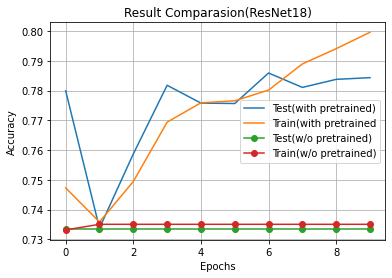 Result Comparasion(ResNet18)
0.80
0.79
0.78
0.77
0.76
0.75
0.74
0.73
Accuracy
Test(with pretrained)
Train(with pretrained
Test(w/o pretrained)
Train(w/o pretrained)
0 2 4 6 8
Epochs